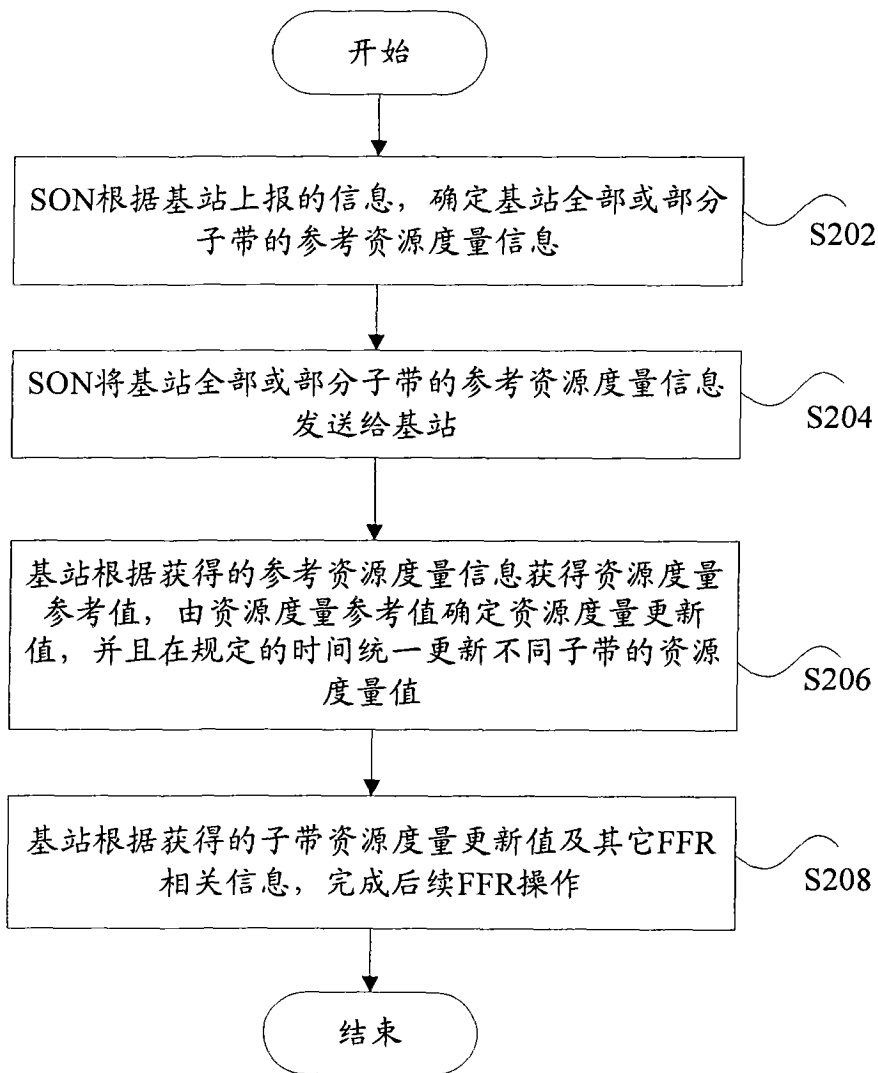 开始
SON根据基站上报的信息，确定基站全部或部分
子带的参考资源度量信息
S202
SON将基站全部或部分子带的参考资源度量信息
发送给基站
S204
基站根据获得的参考资源度量信息获得资源度量
参考值，由资源度量参考值确定资源度量更新
值，并且在规定的时间统一更新不同子带的资源
度量值
S206
基站根据获得的子带资源度量更新值及其它FFR
相关信息，完成后续FFR操作
S208
结束